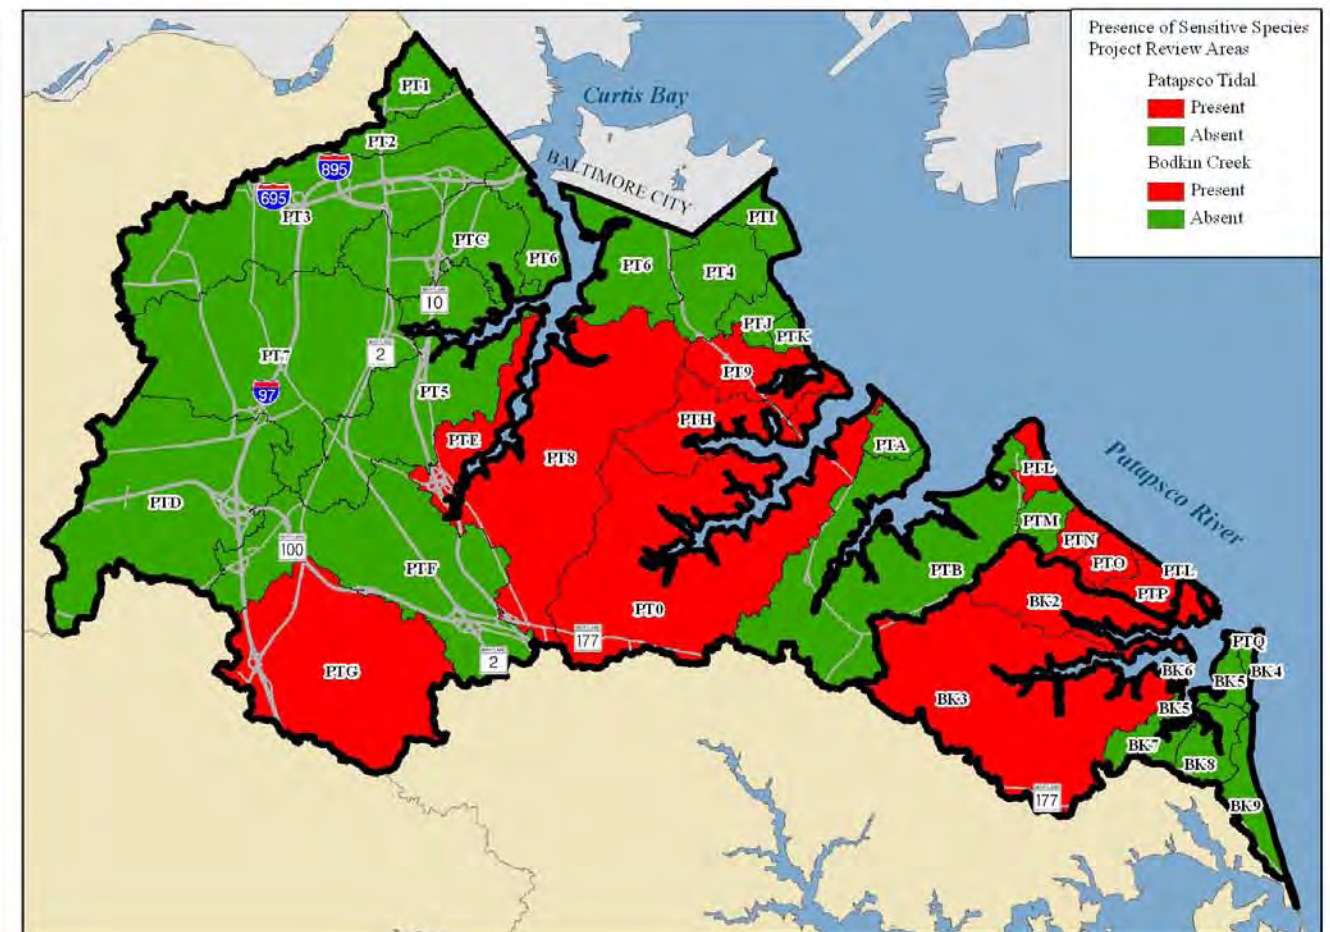 Presence of Sensitive Species
Project Review Areas
Patapsco Tidal
Present
Absent
Bodkin Creek
Present
Absent
Curtis Bay
BALTIMORE CITY
Patapsco River
PT1
PT2
895
695
PT3
PTC
PT6
PTI
PT6
PT4
10
PTJ
PTK
2
PT7
PT9
97
PT5
PTH
PTE
PTA
PT8
PTL
PTD
PTM
PTN
100
PTO
PTF
PTB
PTL
PTP
BK2
PT0
177
PTQ
2
PTG
BK6
BK4
BK5
BK3
BK5
BK7
BK8
177
BK9